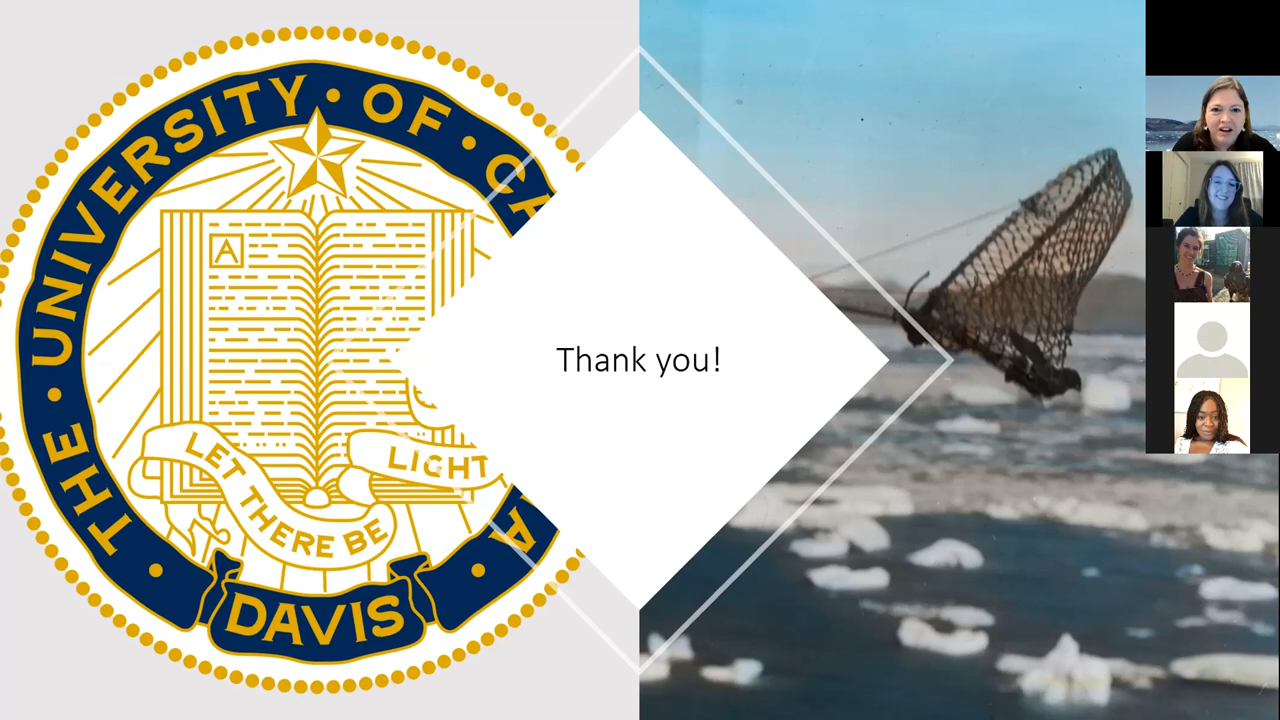 THE · UNIVERSITY · OF · CA
A
A
LET THERE BE
LIGHT
DAVIS
Thank you!